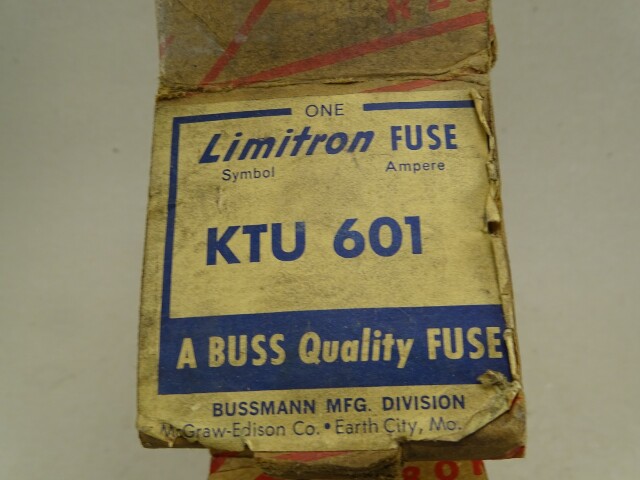 ONE
Limitron FUSE
Symbol Ampere
KTU 601
A BUSS Quality FUSE
BUSSMANN MFG. DIVISION
McGraw-Edison Co. • Earth City, Mo.